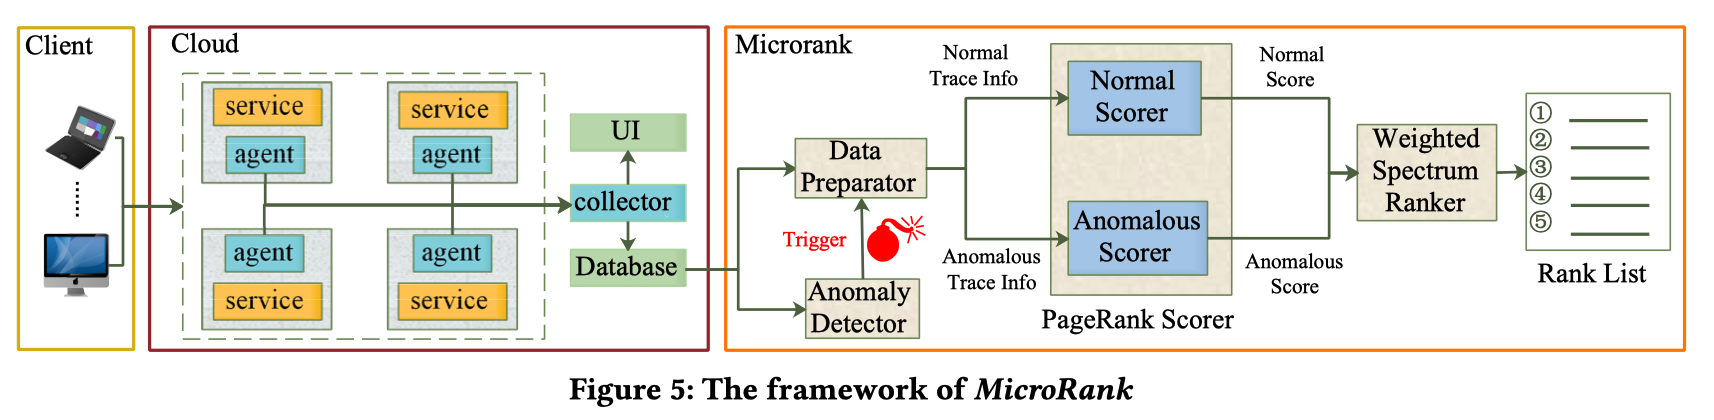 Client
Cloud
service
agent
service
agent
agent
service
agent
service
UI
collector
Database
Microrank
Data
Preparator
Trigger
Anomaly
Detector
Normal
Trace Info
Anomalous
Trace Info
Normal
Scorer
Anomalous
Scorer
PageRank Scorer
Normal
Score
Anomalous
Score
Weighted
Spectrum
Ranker
①
②
③
④
⑤
Rank List
Figure 5: The framework of MicroRank